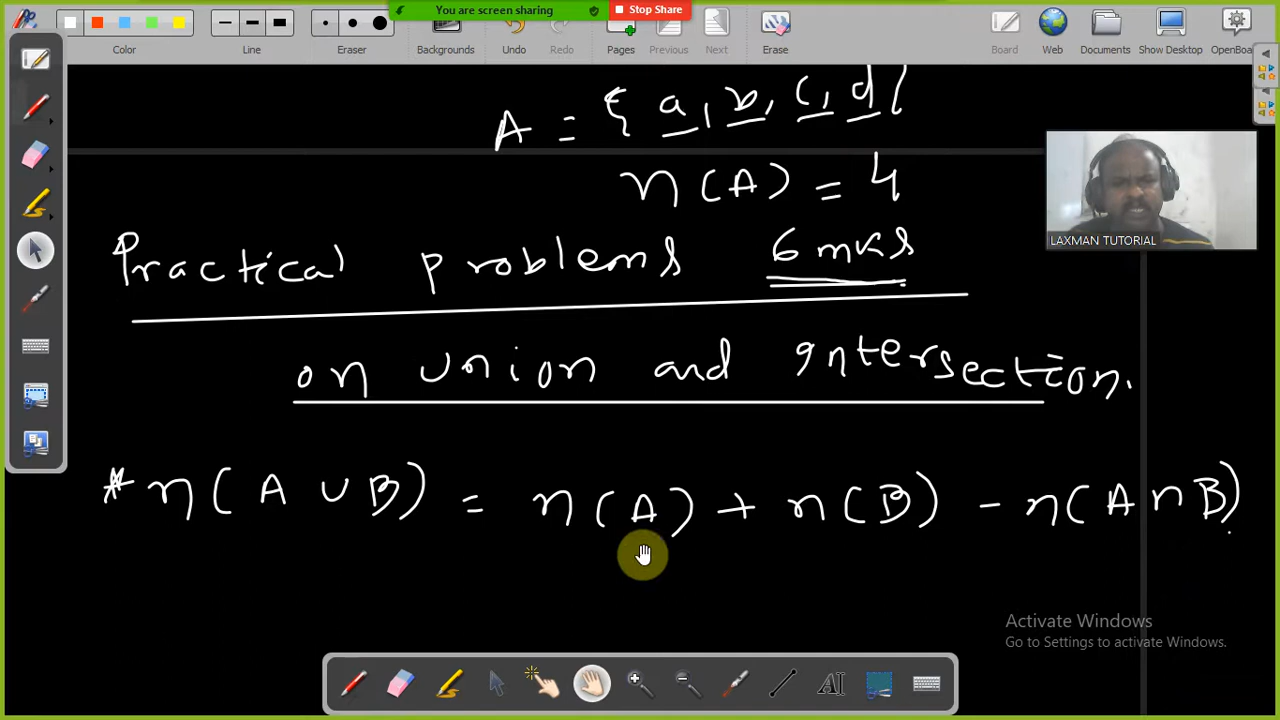 You are screen sharing Stop Share
Color Line Eraser Backgrounds Undo Redo Pages Previous Next Erase Board Web Documents Show Desktop OpenBoa
A = { a, b, c, d }
n(A) = 4
LAXMAN TUTORIAL
Practical problems 6 mks
on union and intersection.
* n(A ∪ B) = n(A) + n(B) - n(A ∩ B)
Activate Windows
Go to Settings to activate Windows.